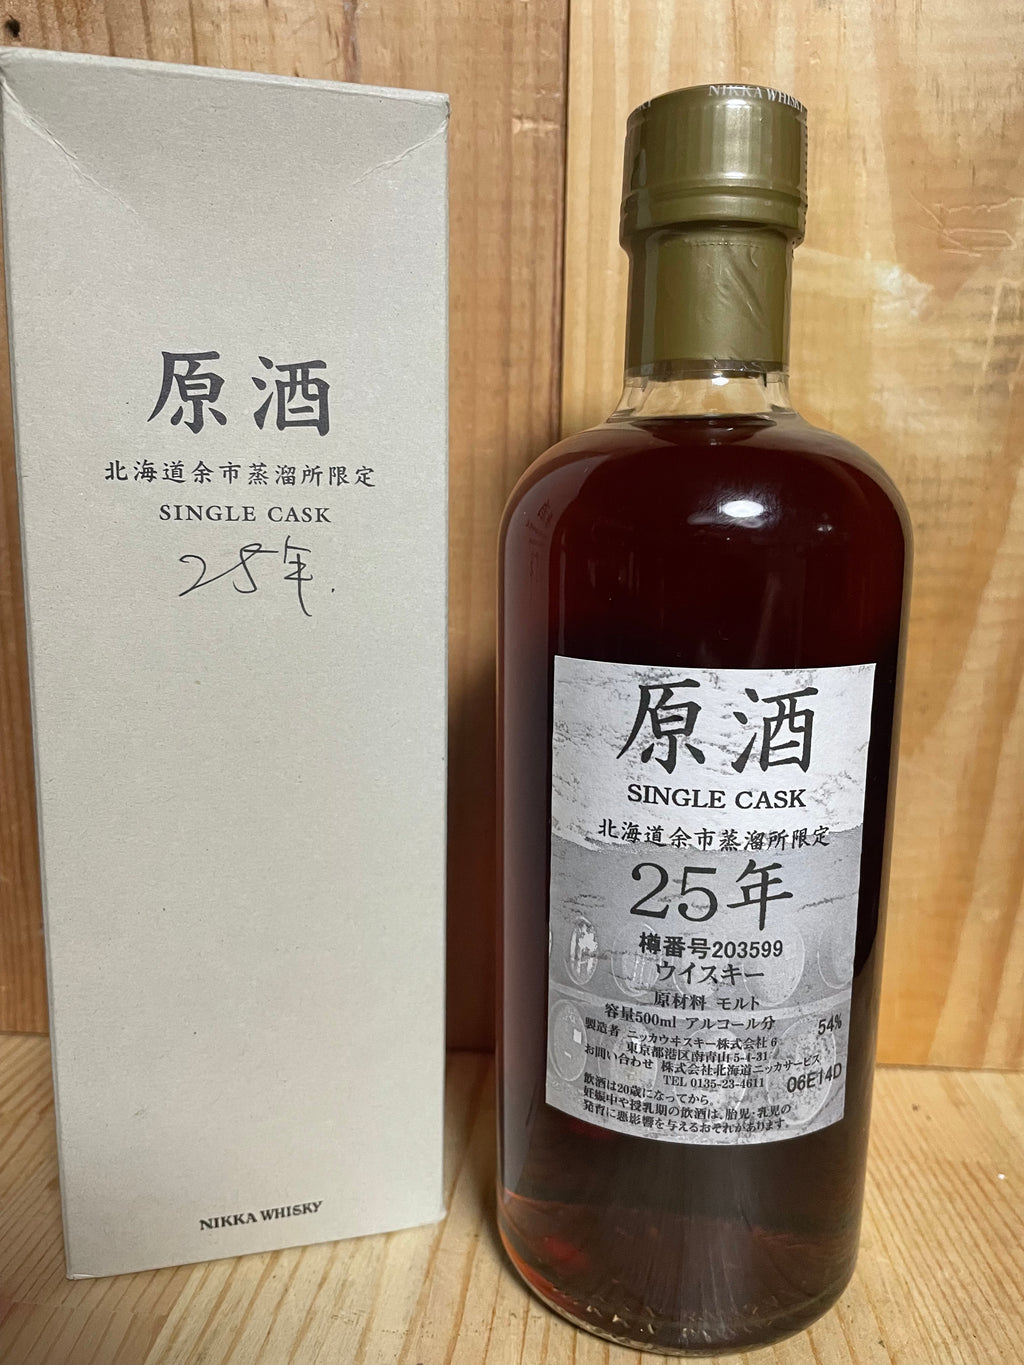 原酒
北海道余市蒸溜所限定
SINGLE CASK
25年.
NIKKA WHISKY
NIKKA WHISKY
原酒
SINGLE CASK
北海道余市蒸溜所限定
25年
樽番号203599
ウイスキー
原材料 モルト
容量500ml アルコール分 54%
製造者 ニッカウヰスキー株式会社 6
東京都港区南青山5-4-31
お問い合わせ 株式会社北海道ニッカサービス
TEL 0135-23-4611 06E14D
飲酒は20歳になってから。
妊娠中や授乳期の飲酒は、胎児・乳児の
発育に悪影響を与えるおそれがあります。